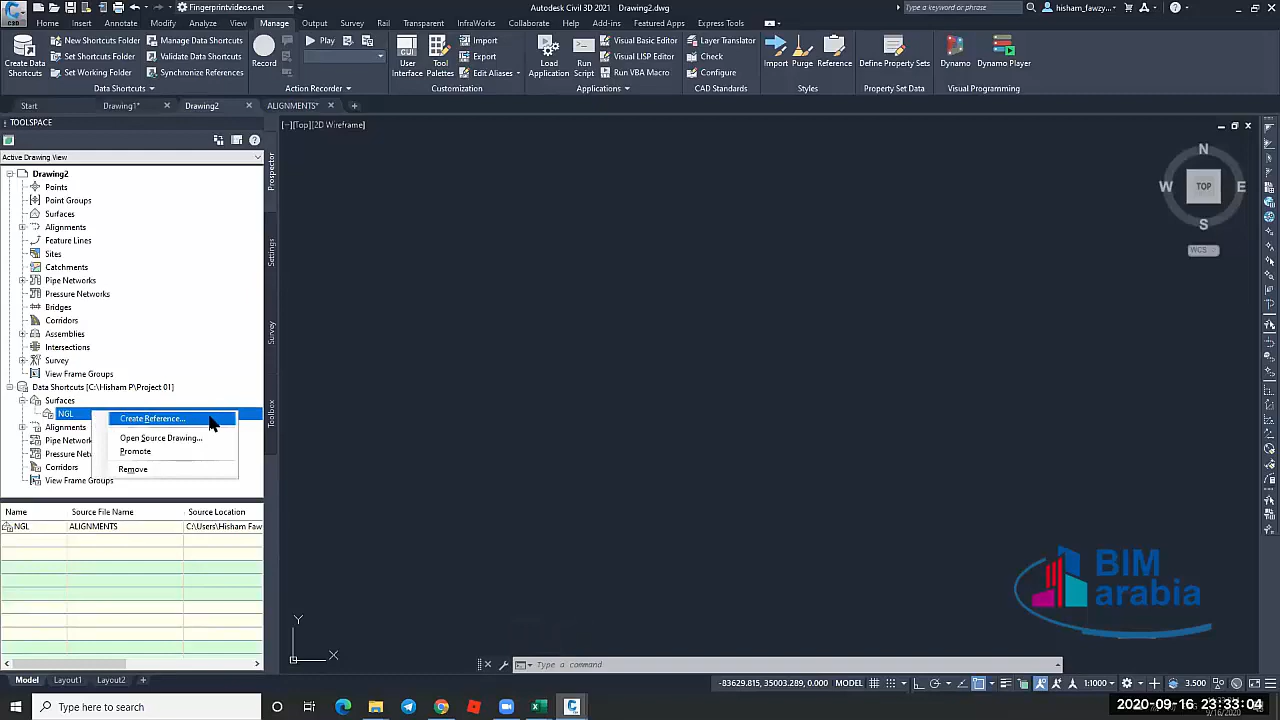 Fingerprintvideos.net
Autodesk Civil 3D 2021 Drawing2.dwg
Type a keyword or phrase
hisham_fawzy...
Home Insert Annotate Modify Analyze View Manage Output Survey Rail Transparent InfraWorks Collaborate Help Add-ins Featured Apps Express Tools
Create Data Shortcuts
New Shortcuts Folder
Set Shortcuts Folder
Set Working Folder
Manage Data Shortcuts
Validate Data Shortcuts
Synchronize References
Data Shortcuts
Record
Play
Action Recorder
User Interface
Tool Palettes
Import
Export
Edit Aliases
Customization
Load Application
Run Script
Visual Basic Editor
Visual LISP Editor
Run VBA Macro
Applications
Layer Translator
Check
Configure
CAD Standards
Import Purge Reference
Styles
Define Property Sets
Property Set Data
Dynamo Dynamo Player
Visual Programming
Start Drawing1* Drawing2 ALIGNMENTS*
TOOLSPACE
[−][Top][2D Wireframe]
Active Drawing View
Drawing2
Points
Point Groups
Surfaces
Alignments
Feature Lines
Sites
Catchments
Pipe Networks
Pressure Networks
Bridges
Corridors
Assemblies
Intersections
Survey
View Frame Groups
Data Shortcuts [C:\Hisham P\Project 01]
Surfaces
NGL
Alignments
Pipe Netw
Pressure Netw
Corridors
View Frame Groups
Create Reference...
Open Source Drawing...
Promote
Remove
Prospector
Settings
Survey
Toolbox
N
W TOP E
S
WCS
Name Source File Name Source Location
NGL ALIGNMENTS C:\Users\Hisham Faw
BIM
arabia
Y
X
Type a command
Model Layout1 Layout2
-83629.815, 35003.289, 0.000 MODEL 1:1000 3.500
Type here to search
2020-09-16 23:33:04